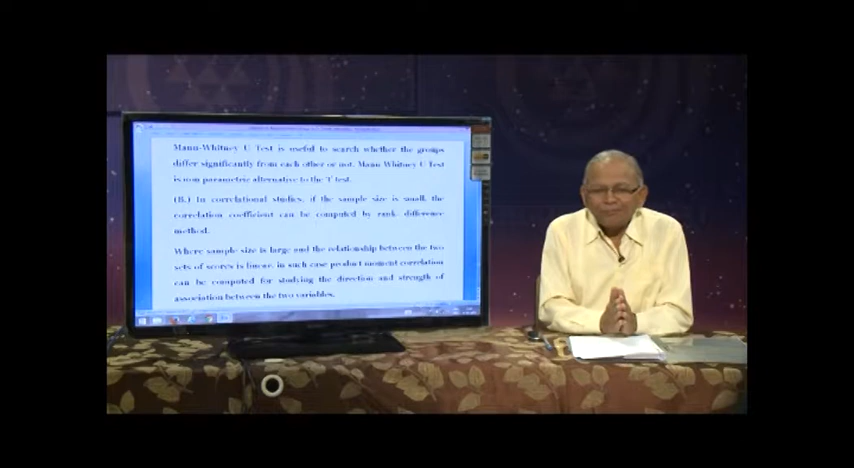 Mann-Whitney U Test is useful to search whether the groups
differ significantly from each other or not. Mann Whitney U Test
is non parametric alternative to the 't' test.
(B.) In correlational studies, if the sample size is small, the
correlation coefficient can be computed by rank difference
method.
Where sample size is large and the relationship between the two
sets of scores is linear, in such case product moment correlation
can be computed for studying the direction and strength of
association between the two variables.